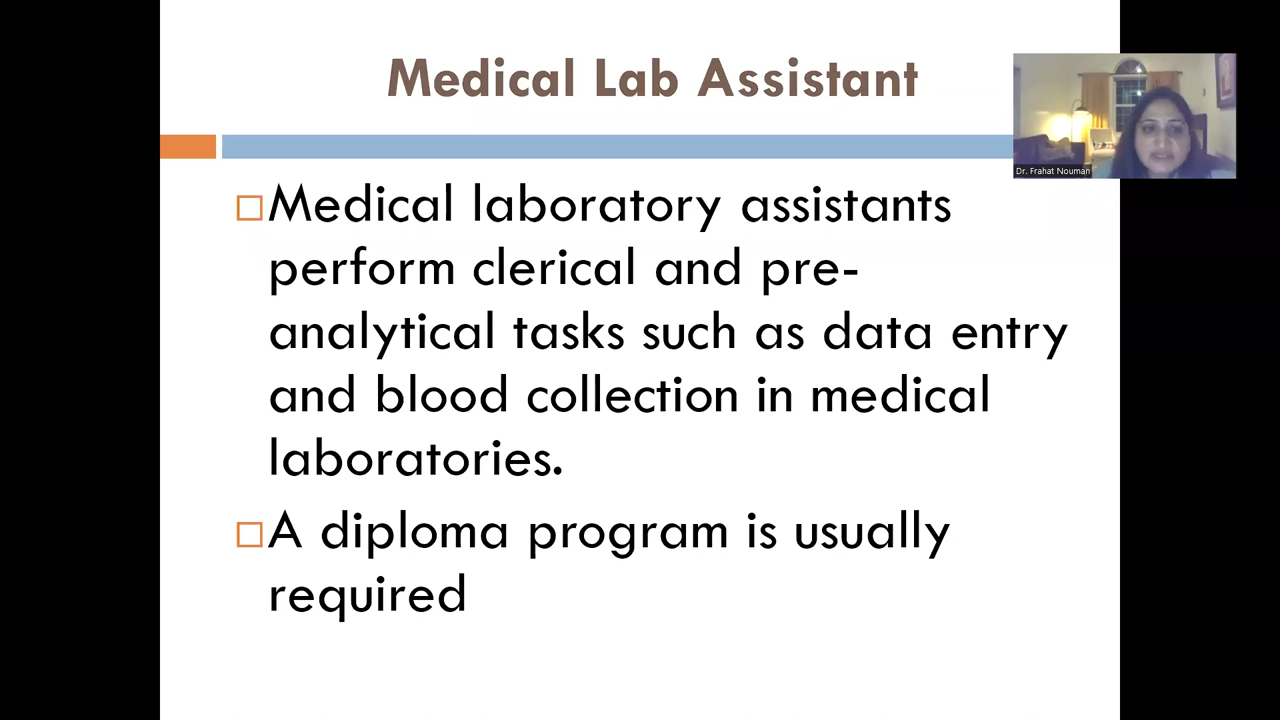 Medical Lab Assistant
Dr. Frahat Nouman
Medical laboratory assistants
perform clerical and pre-
analytical tasks such as data entry
and blood collection in medical
laboratories.
A diploma program is usually
required